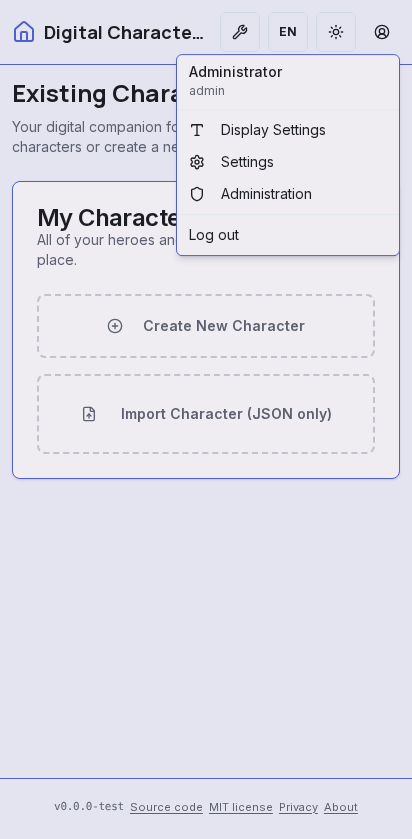 Digital Characte...
EN
Administrator
admin
Display Settings
Settings
Administration
Log out
Existing Chara
Your digital companion fo
characters or create a ne
My Characte
All of your heroes an
place.
Create New Character
Import Character (JSON only)
v0.0.0-test Source code MIT license Privacy About